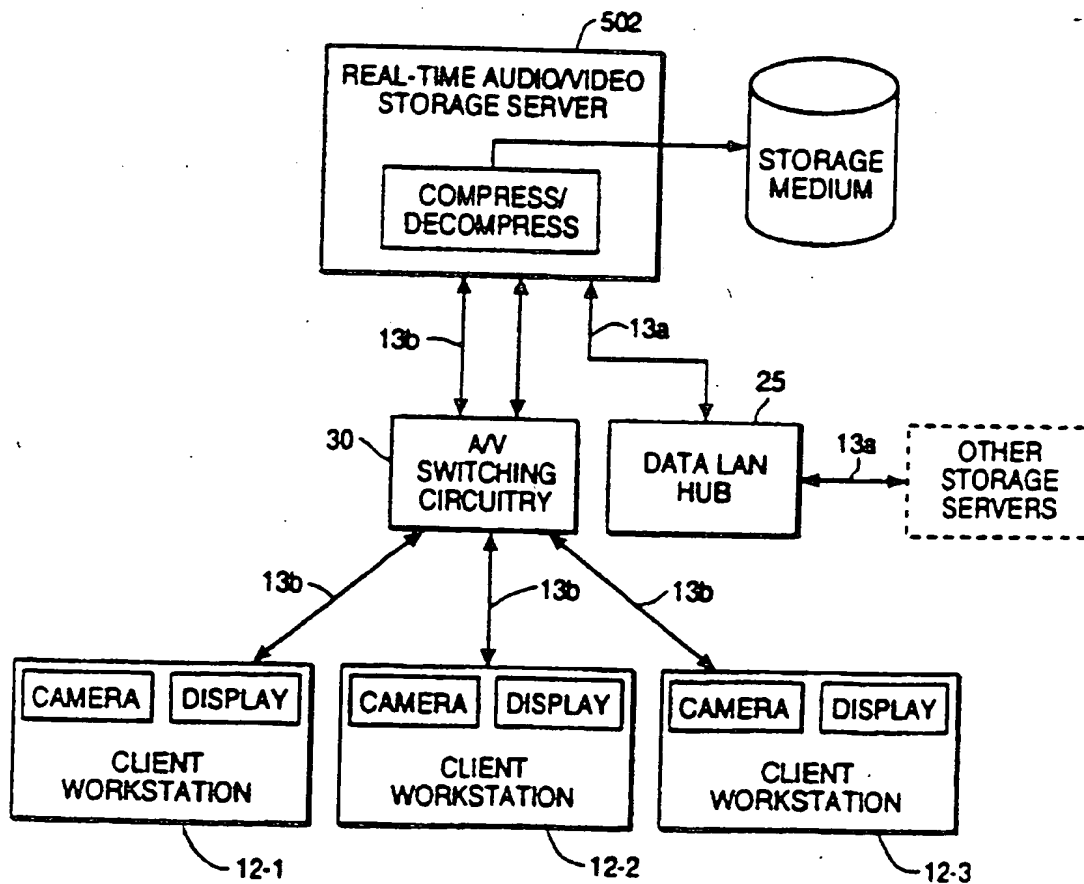 502
REAL-TIME AUDIO/VIDEO
STORAGE SERVER
COMPRESS/
DECOMPRESS
STORAGE
MEDIUM
13b
13a
30
A/V
SWITCHING
CIRCUITRY
25
DATA LAN
HUB
13a
OTHER
STORAGE
SERVERS
13b
13b
13b
CAMERA
DISPLAY
CLIENT
WORKSTATION
12-1
CAMERA
DISPLAY
CLIENT
WORKSTATION
12-2
CAMERA
DISPLAY
CLIENT
WORKSTATION
12-3